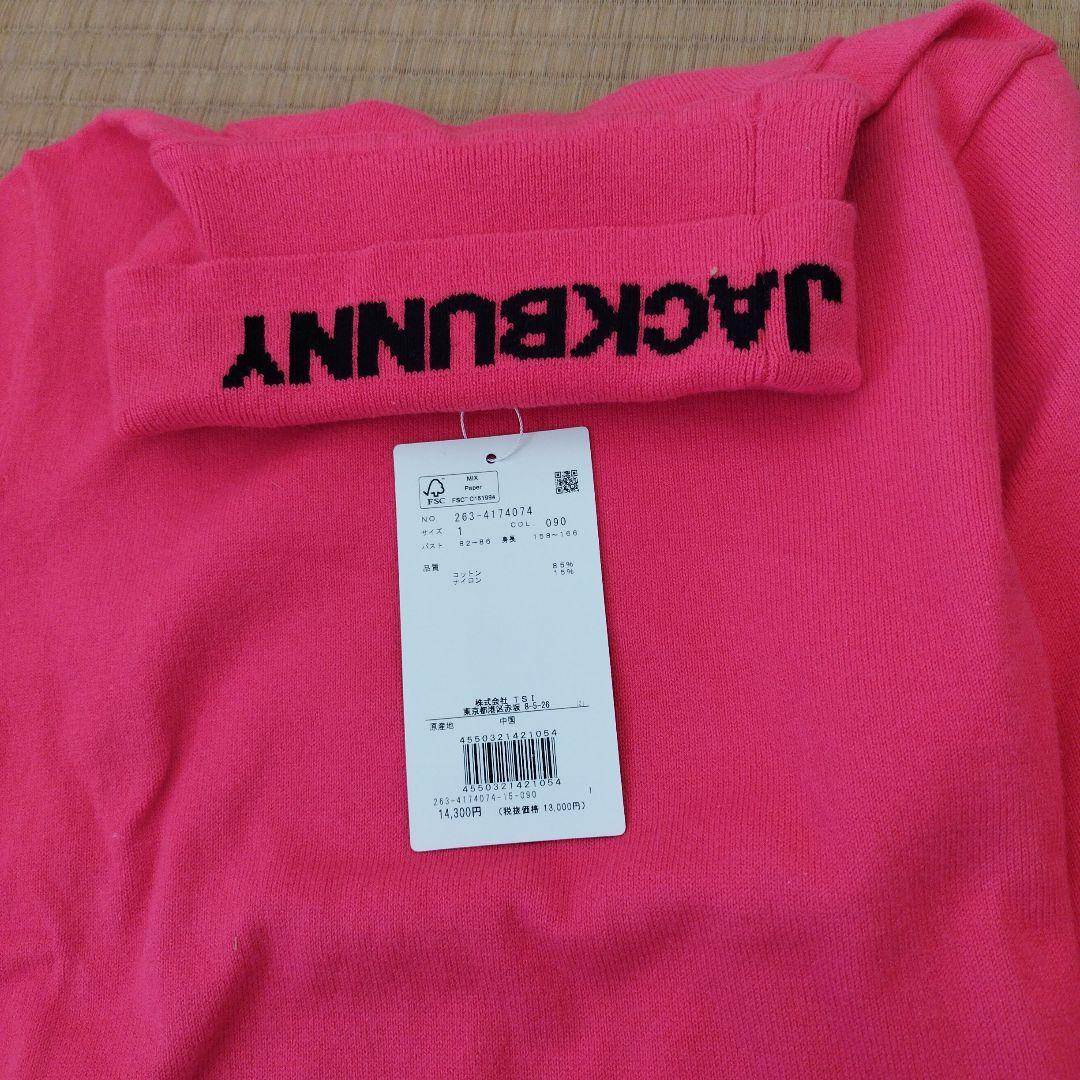 JACKBUNNY
MIX
Paper
FSC
FSC™ C151994
NO. 263-4174074
サイズ 1 COL. 090
バスト 82-86 身長 158~166
品質
コットン 85%
ナイロン 15%
株式会社 TSI
東京都港区赤坂 8-5-26
原産地 中国
4550321421054
4550321421054
263-4174074-15-090 1
14,300円 (税抜価格 13,000円)